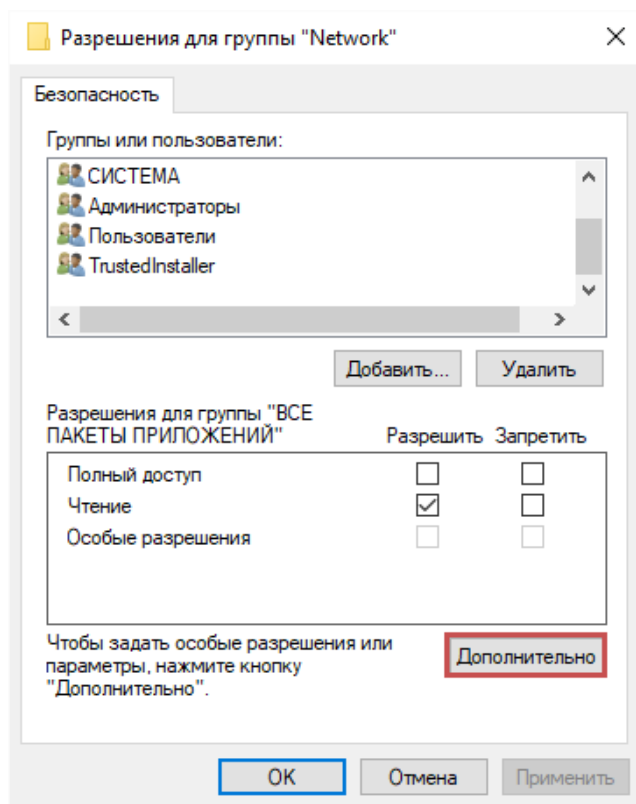 Разрешения для группы "Network"
Безопасность
Группы или пользователи:
СИСТЕМА
Администраторы
Пользователи
TrustedInstaller
Добавить... Удалить
Разрешения для группы "ВСЕ
ПАКЕТЫ ПРИЛОЖЕНИЙ" Разрешить Запретить
Полный доступ
Чтение
Особые разрешения
Чтобы задать особые разрешения или
параметры, нажмите кнопку
"Дополнительно".
Дополнительно
OK Отмена Применить